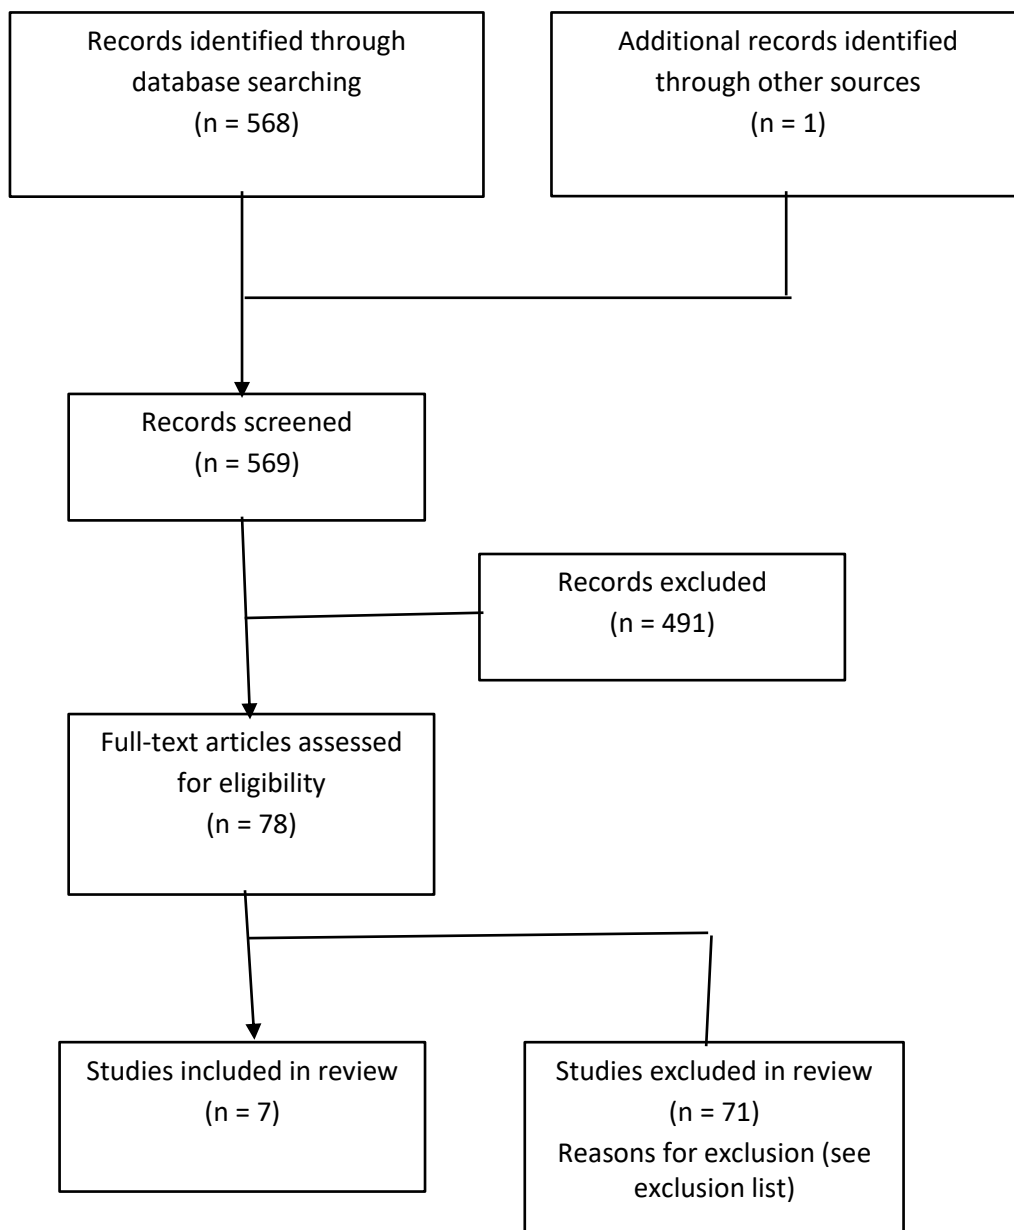 Records identified through
database searching
(n = 568)
Additional records identified
through other sources
(n = 1)
Records screened
(n = 569)
Records excluded
(n = 491)
Full-text articles assessed
for eligibility
(n = 78)
Studies included in review
(n = 7)
Studies excluded in review
(n = 71)
Reasons for exclusion (see
exclusion list)